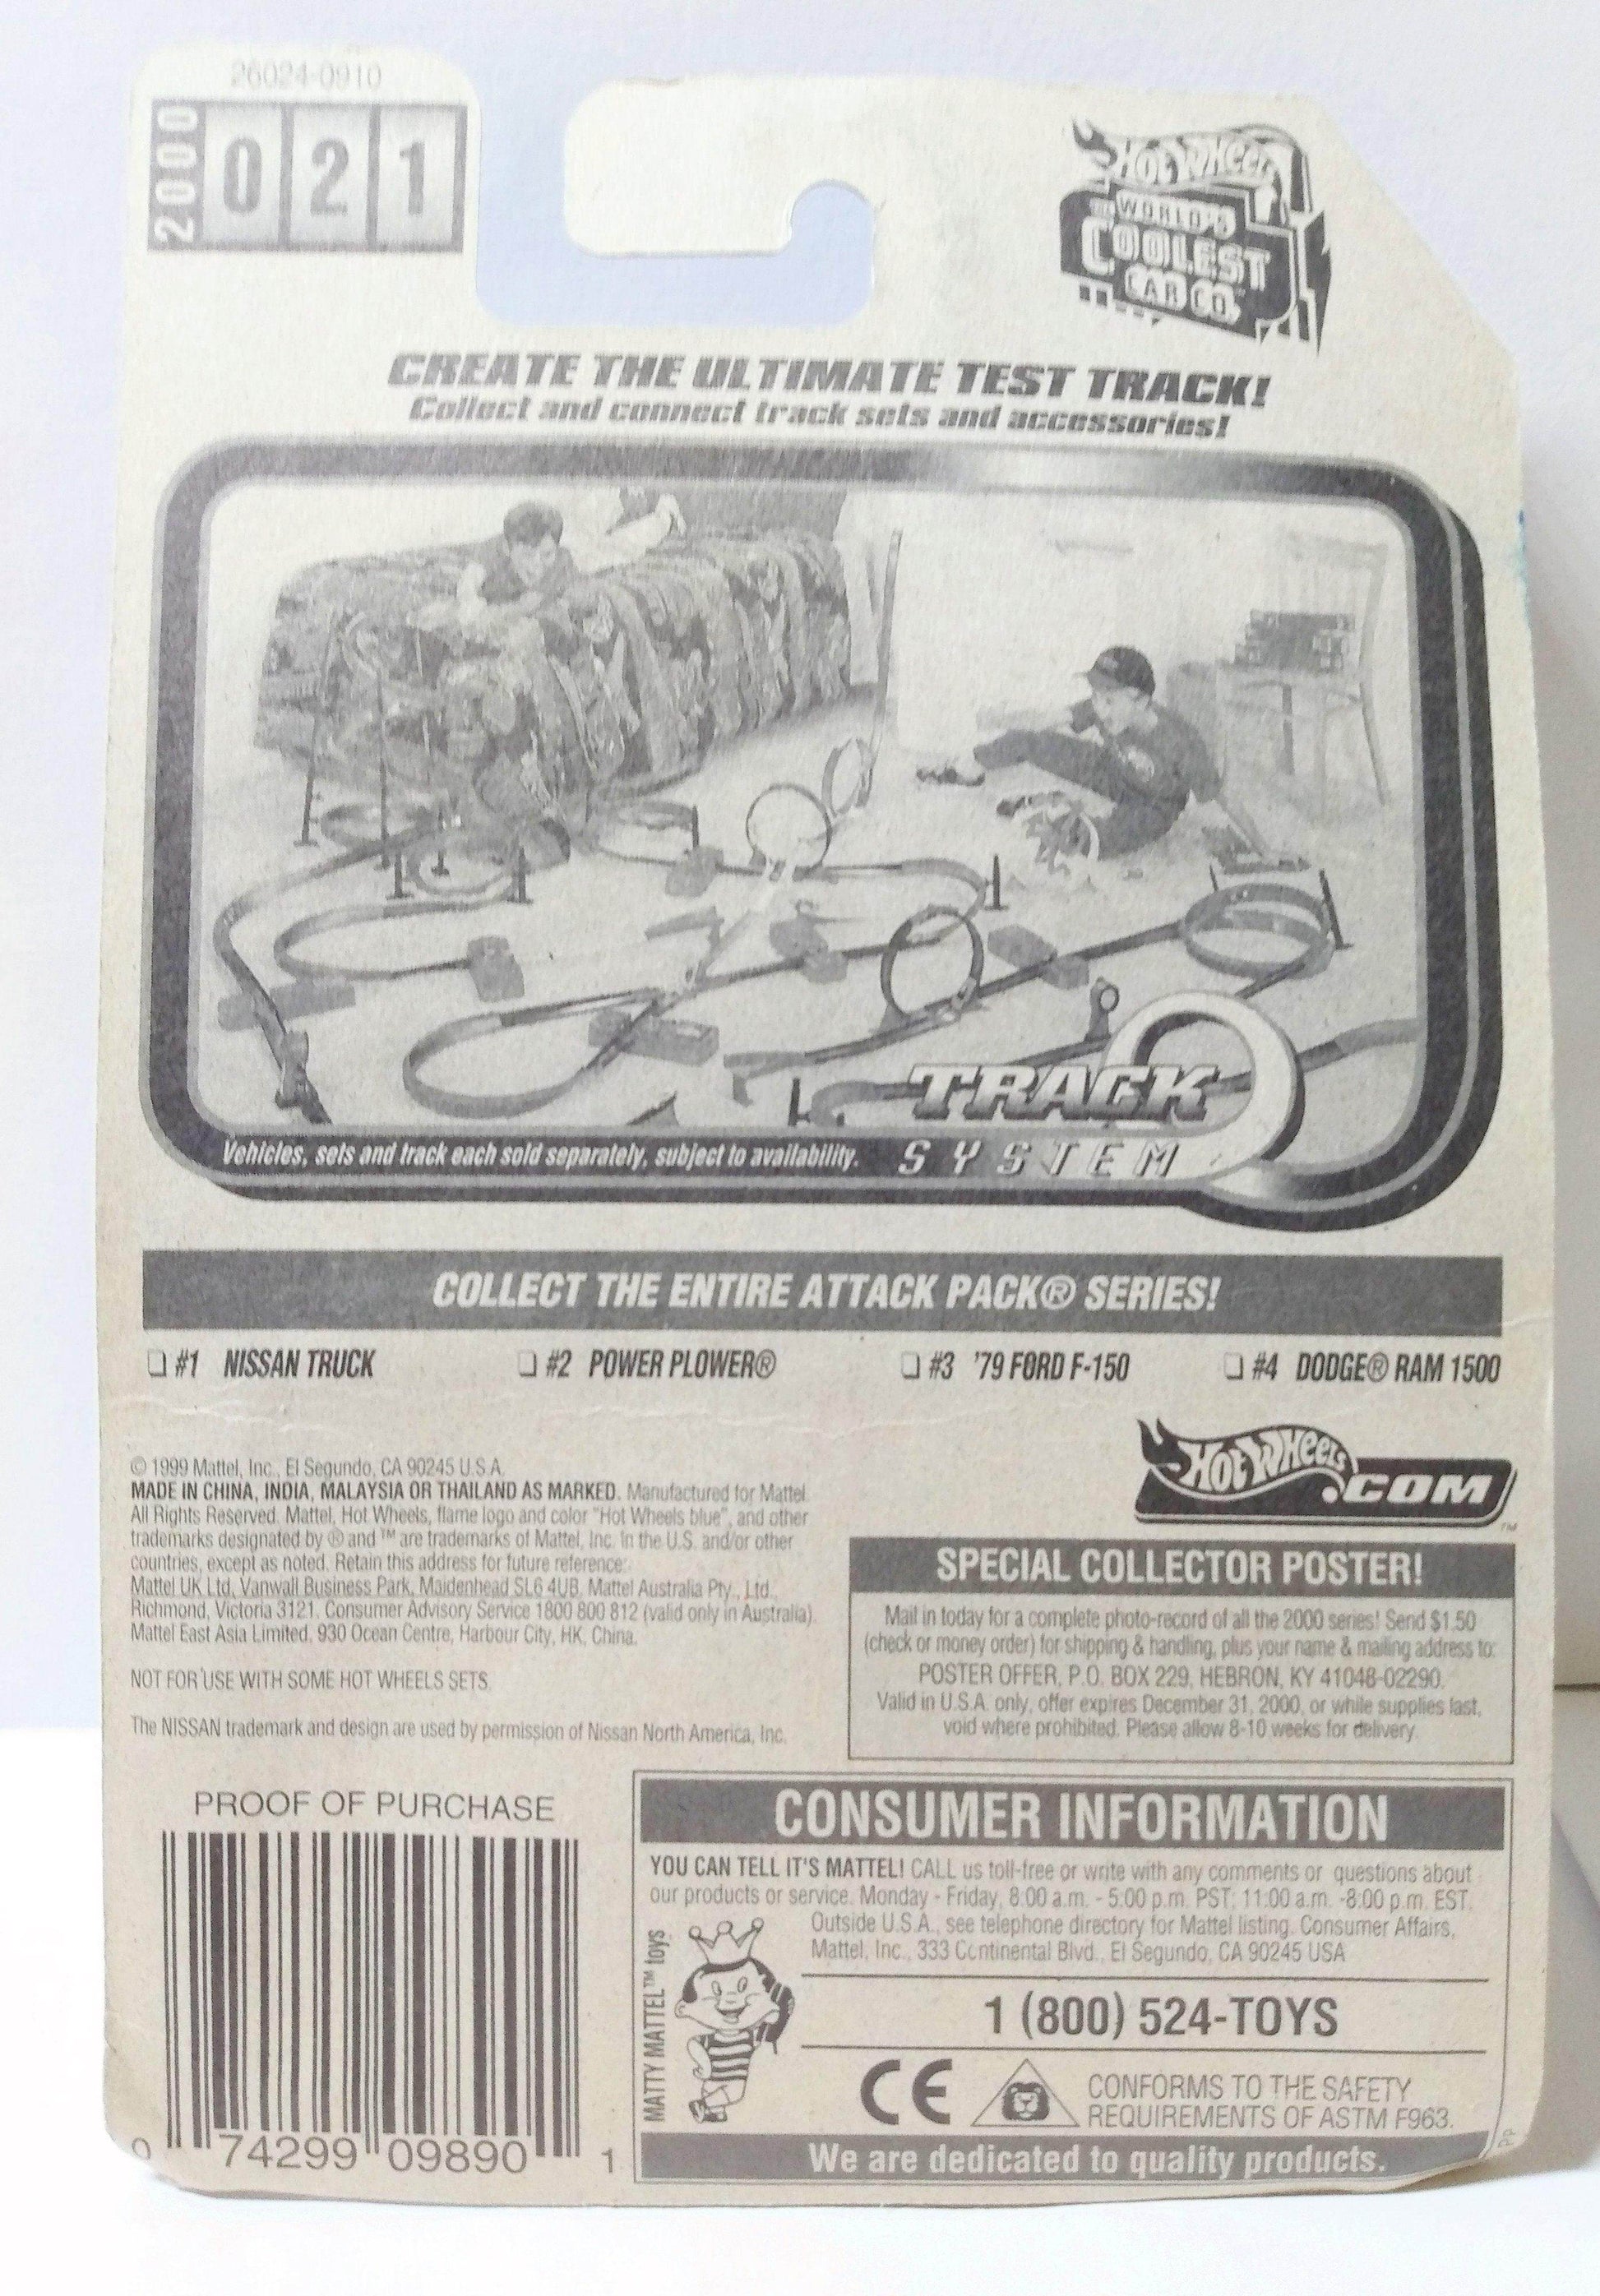 26024-0910
2000 021
HOT WHEELS
THE WORLD'S
COOLEST
CAR CO.™
CREATE THE ULTIMATE TEST TRACK!
Collect and connect track sets and accessories!
TRACK
SYSTEM
Vehicles, sets and track each sold separately, subject to availability.
COLLECT THE ENTIRE ATTACK PACK® SERIES!
❑ #1 NISSAN TRUCK ❑ #2 POWER PLOWER® ❑ #3 '79 FORD F-150 ❑ #4 DODGE® RAM 1500
© 1999 Mattel, Inc., El Segundo, CA 90245 U.S.A.
MADE IN CHINA, INDIA, MALAYSIA OR THAILAND AS MARKED. Manufactured for Mattel.
All Rights Reserved. Mattel, Hot Wheels, flame logo and color "Hot Wheels blue", and other
trademarks designated by ® and ™ are trademarks of Mattel, Inc. In the U.S. and/or other
countries, except as noted. Retain this address for future reference:
Mattel UK Ltd, Vanwall Business Park, Maidenhead SL6 4UB. Mattel Australia Pty., Ltd.,
Richmond, Victoria 3121. Consumer Advisory Service 1800 800 812 (valid only in Australia).
Mattel East Asia Limited, 930 Ocean Centre, Harbour City, HK, China.
NOT FOR USE WITH SOME HOT WHEELS SETS.
The NISSAN trademark and design are used by permission of Nissan North America, Inc.
HOT WHEELS.COM™
SPECIAL COLLECTOR POSTER!
Mail in today for a complete photo-record of all the 2000 series! Send $1.50
(check or money order) for shipping & handling, plus your name & mailing address to:
POSTER OFFER, P.O. BOX 229, HEBRON, KY 41048-02290.
Valid in U.S.A. only, offer expires December 31, 2000, or while supplies last,
void where prohibited. Please allow 8-10 weeks for delivery.
PROOF OF PURCHASE
0 74299 09890 1
CONSUMER INFORMATION
YOU CAN TELL IT'S MATTEL! CALL us toll-free or write with any comments or questions about
our products or service. Monday - Friday, 8:00 a.m. - 5:00 p.m. PST; 11:00 a.m. -8:00 p.m. EST.
Outside U.S.A., see telephone directory for Mattel listing. Consumer Affairs,
Mattel, Inc., 333 Continental Blvd., El Segundo, CA 90245 USA
MATTY MATTEL™ toys
1 (800) 524-TOYS
CE
CONFORMS TO THE SAFETY
REQUIREMENTS OF ASTM F963.
We are dedicated to quality products.
PP